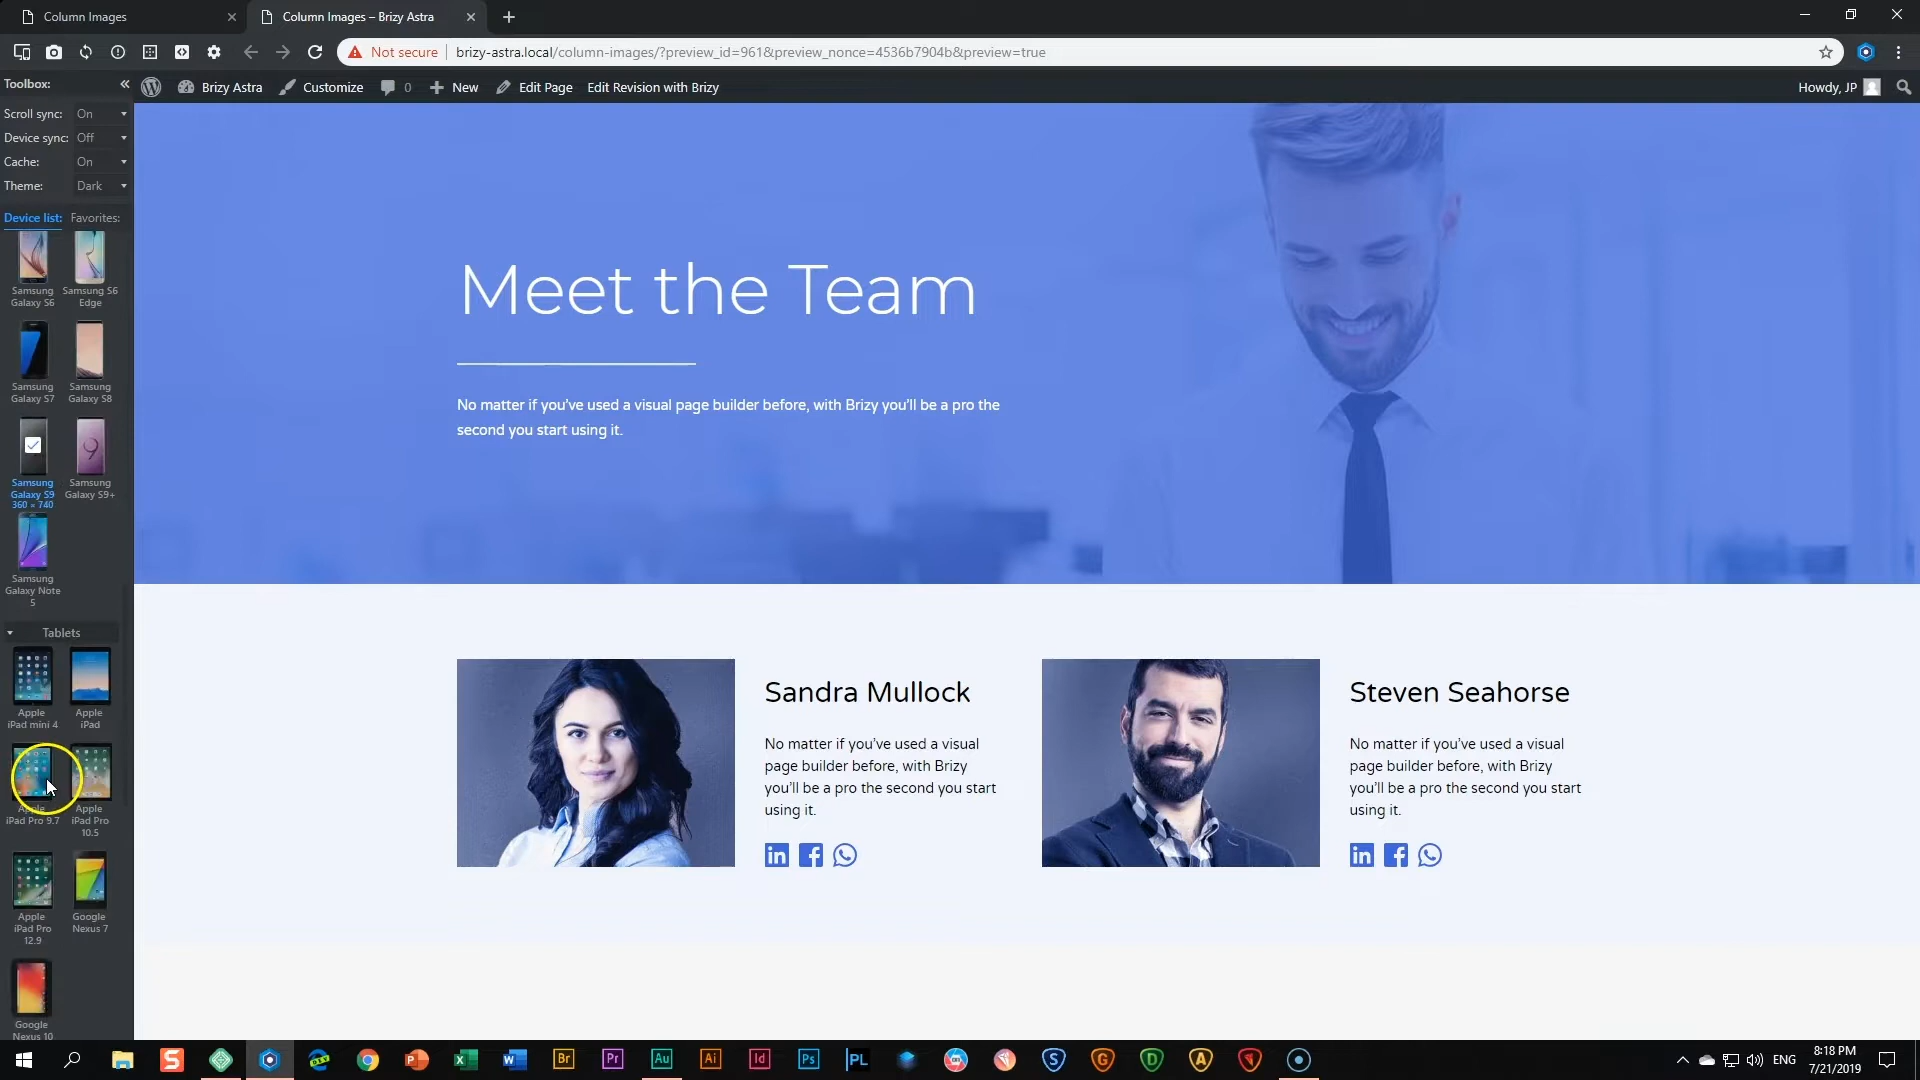 Column Images
Column Images – Brizy Astra
Not secure
brizy-astra.local/column-images/?preview_id=961&preview_nonce=4536b7904b&preview=true
Toolbox:
Brizy Astra
Customize
0
New
Edit Page
Edit Revision with Brizy
Howdy, JP
Scroll sync: On
Device sync: Off
Cache: On
Theme: Dark
Device list: Favorites:
Samsung Galaxy S6
Samsung S6 Edge
Samsung Galaxy S7
Samsung Galaxy S8
Samsung Galaxy S9 360 × 740
Samsung Galaxy S9+
Samsung Galaxy Note 5
Tablets
Apple iPad mini 4
Apple iPad
Apple iPad Pro 9.7
Apple iPad Pro 10.5
Apple iPad Pro 12.9
Google Nexus 7
Google Nexus 10
Meet the Team
No matter if you've used a visual page builder before, with Brizy you'll be a pro the
second you start using it.
Sandra Mullock
No matter if you've used a visual
page builder before, with Brizy
you'll be a pro the second you start
using it.
Steven Seahorse
No matter if you've used a visual
page builder before, with Brizy
you'll be a pro the second you start
using it.
ENG
8:18 PM
7/21/2019